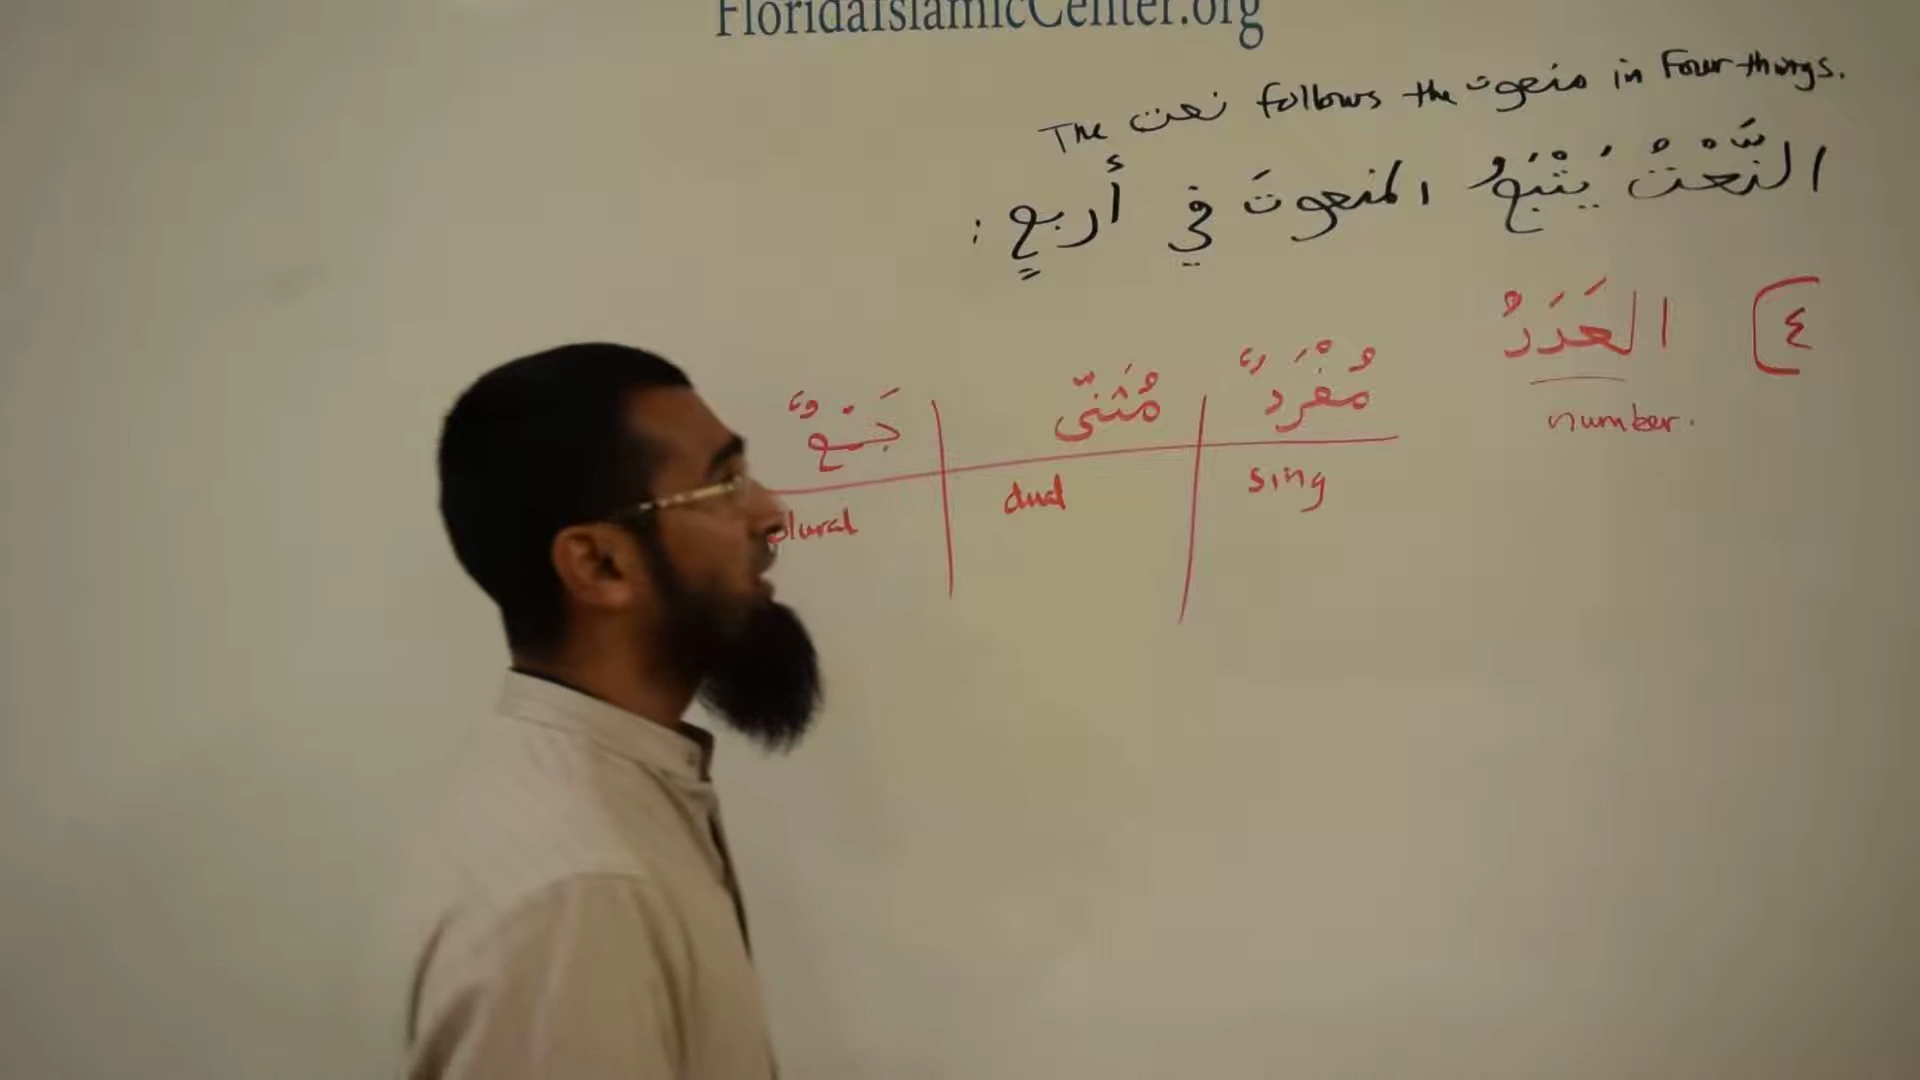 FloridaIslamicCenter.org
The نعت follows the منعوت in Four things.
النَّعْتُ يَتْبَعُ المنعوتَ في أربعٍ :
٤] العَدَدُ
number.
مُفْرَدٌ مُثَنّى جَمْعٌ
sing dual plural